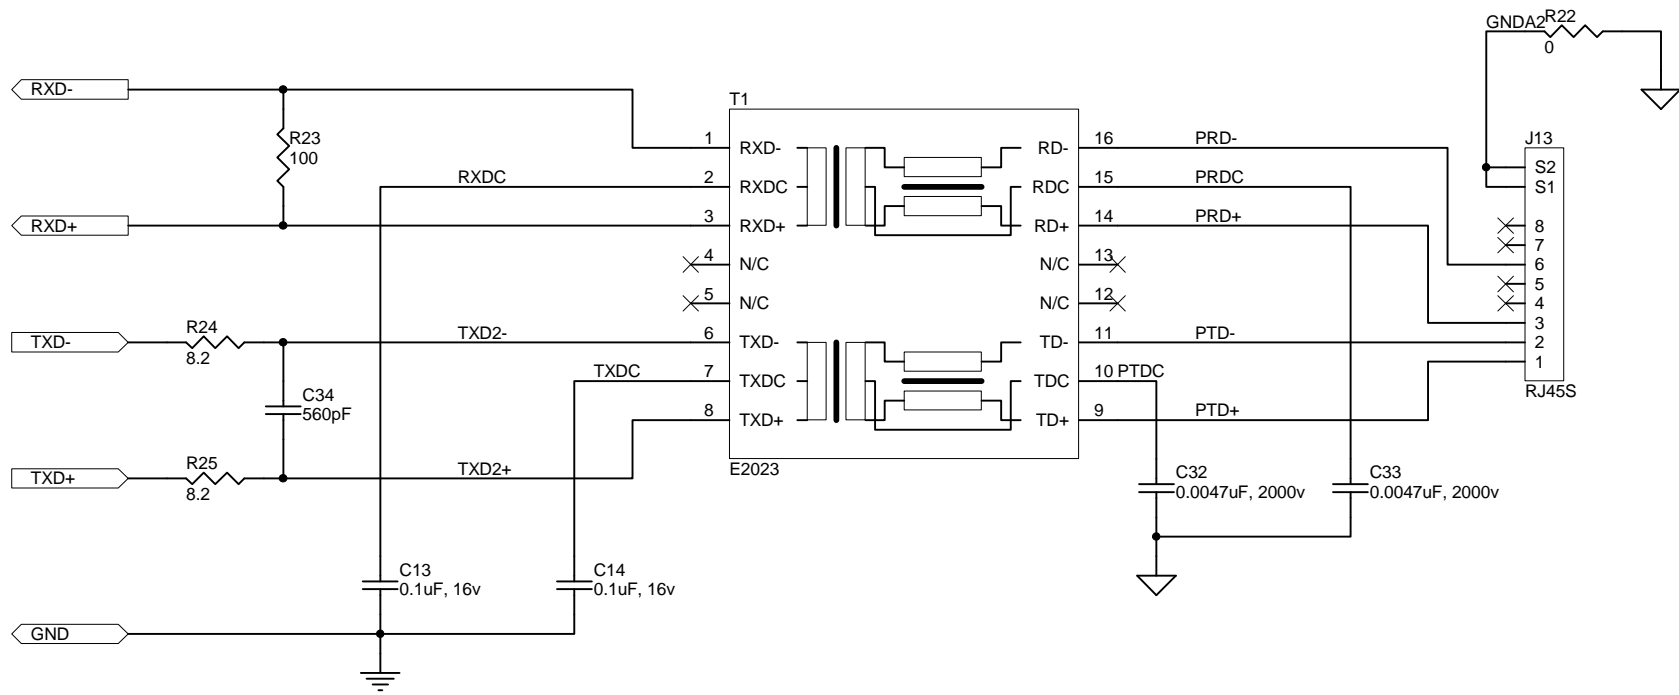 GNDA2
R22
0
RXD-
T1
R23
100
1
RXD-
RD-
16
PRD-
J13
RXDC
2
RXDC
RDC
15
PRDC
S2
S1
RXD+
3
RXD+
RD+
14
PRD+
8
7
4
N/C
N/C
13
6
5
5
N/C
N/C
12
4
3
TXD-
R24
8.2
TXD2-
6
TXD-
TD-
11
PTD-
2
1
TXDC
7
TXDC
TDC
10
PTDC
RJ45S
C34
560pF
8
TXD+
TD+
9
PTD+
TXD+
R25
8.2
TXD2+
E2023
C32
0.0047uF, 2000v
C33
0.0047uF, 2000v
C13
0.1uF, 16v
C14
0.1uF, 16v
GND